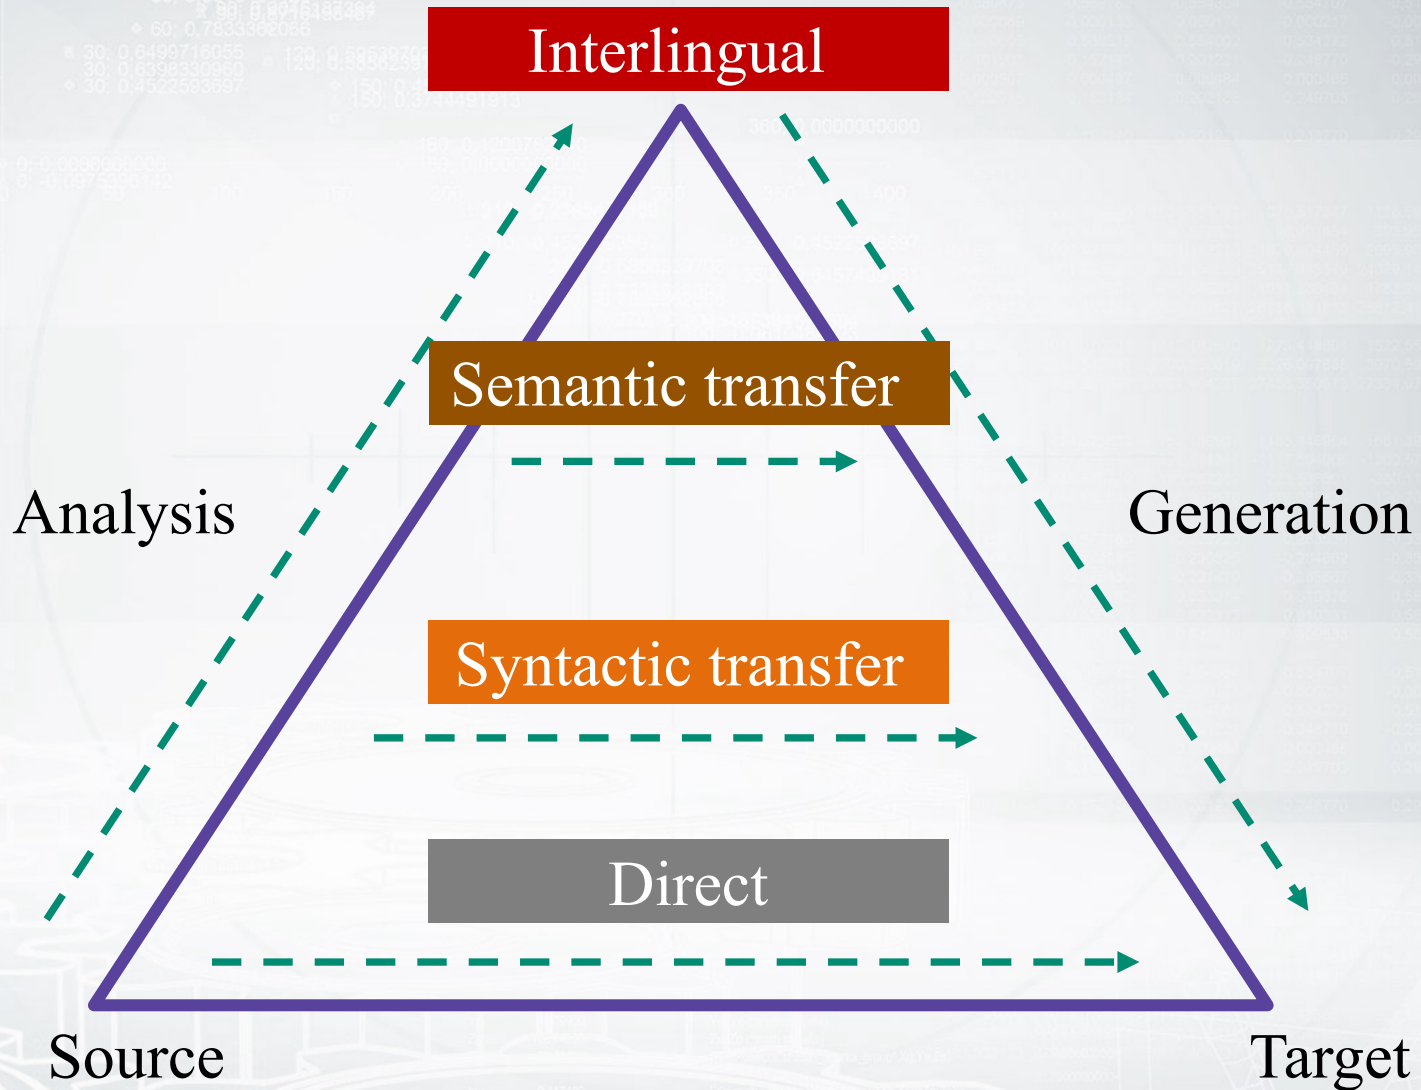 Interlingual
Semantic transfer
Analysis
Generation
Syntactic transfer
Direct
Source
Target